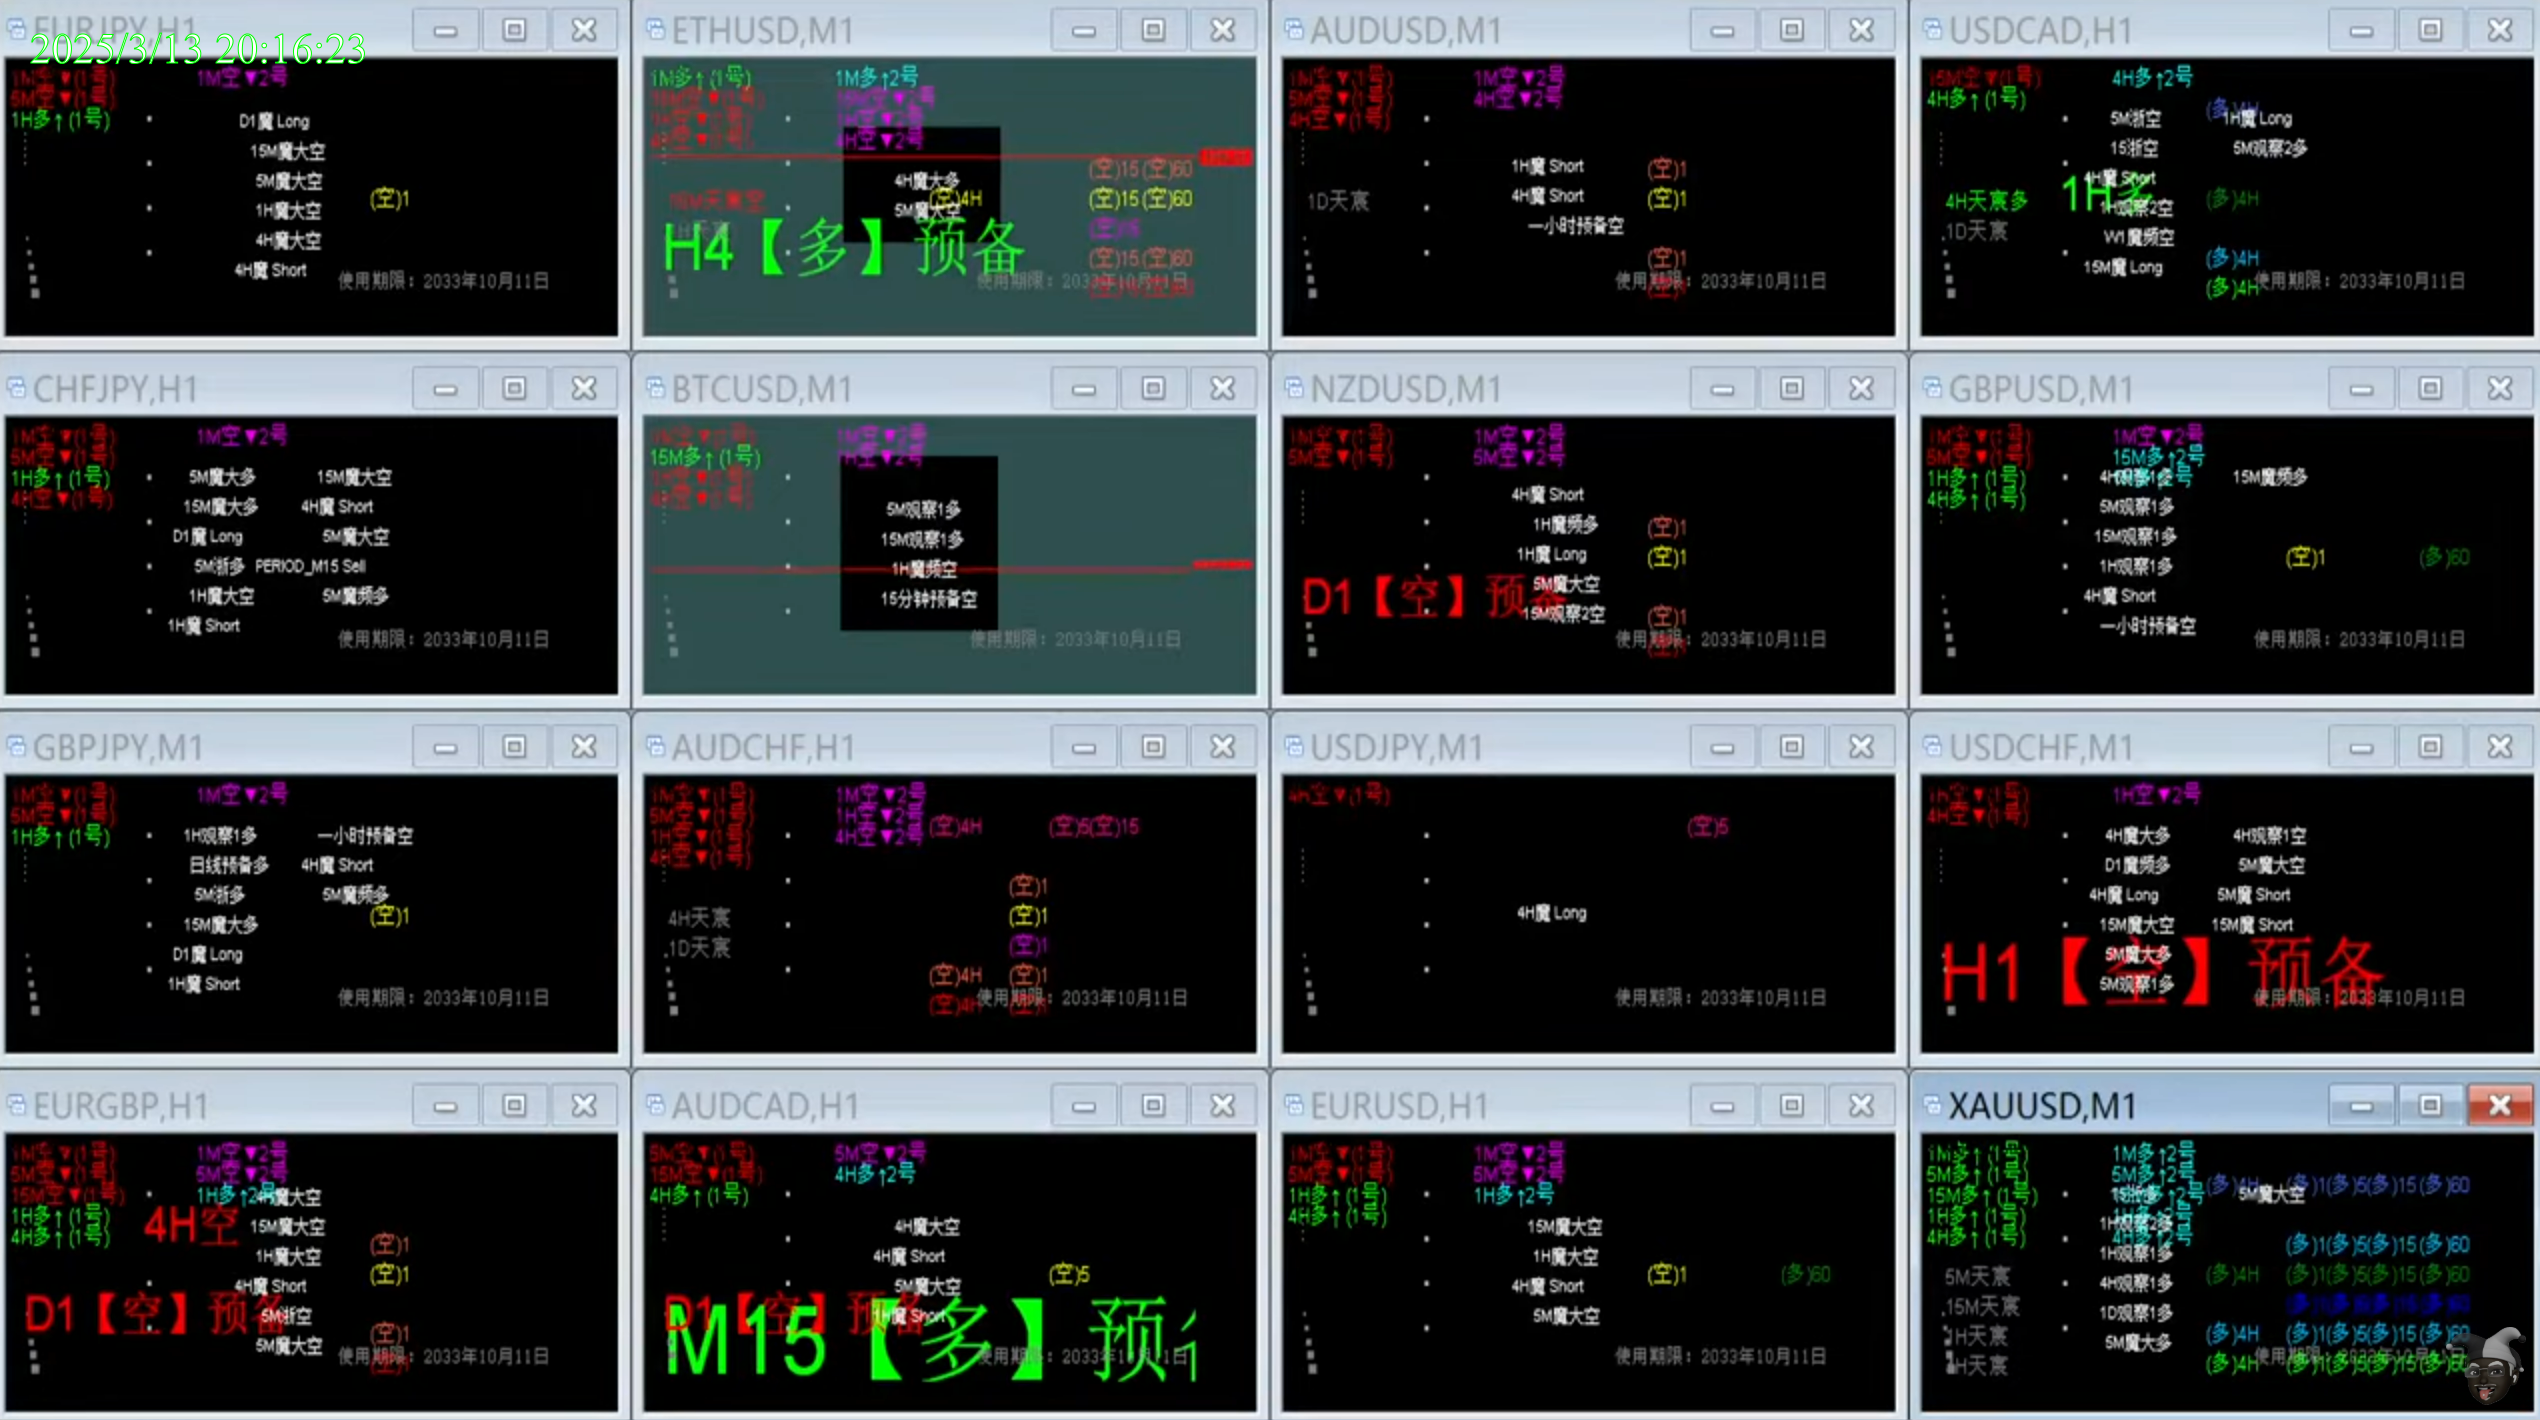 EURJPY,H1
2025/3/13 20:16:23
1M空▼(1号)
5M空▼(1号)
1H多↑(1号)
1M空▼2号
D1魔 Long
15M魔大空
5M魔大空
1H魔大空
4H魔大空
4H魔 Short
(空)1
使用期限：2033年10月11日
ETHUSD,M1
1M多↑(1号)
15M空▼(1号)
1H空▼(1号)
4H空▼(1号)
1M多↑2号
15M空▼2号
1H空▼2号
4H空▼2号
4H魔大多
5M魔大空
(空)4H
(空)15(空)60
(空)15(空)60
(空)15
(空)15(空)60
15M天宸空
H4【多】预备
使用期限：2033年10月11日
AUDUSD,M1
1M空▼(1号)
5M空▼(1号)
4H空▼(1号)
1M空▼2号
4H空▼2号
1D天宸
1H魔 Short
4H魔 Short
一小时预备空
(空)1
(空)1
(空)1
(空)1
使用期限：2033年10月11日
USDCAD,H1
15M空▼(1号)
4H多↑(1号)
4H多↑2号
5M浙空
15浙空
4H魔 Short
1H观察2空
W1魔频空
15M魔 Long
1H魔 Long
5M观察2多
4H天宸多
1D天宸
1H多
(多)4H
(多)4H
(多)4H
(多)4H
使用期限：2033年10月11日
CHFJPY,H1
1M空▼(1号)
5M空▼(1号)
1H多↑(1号)
4H空▼(1号)
1M空▼2号
5M魔大多
15M魔大空
15M魔大多
4H魔 Short
D1魔 Long
5M魔大空
5M浙多
PERIOD_M15 Sell
1H魔大空
5M魔频多
1H魔 Short
使用期限：2033年10月11日
BTCUSD,M1
1M空▼(1号)
15M多↑(1号)
1H空▼(1号)
4H空▼(1号)
1M空▼2号
1H空▼2号
5M观察1多
15M观察1多
1H魔频空
15分钟预备空
使用期限：2033年10月11日
NZDUSD,M1
1M空▼(1号)
5M空▼(1号)
1M空▼2号
5M空▼2号
4H魔 Short
1H魔频多
1H魔 Long
5M魔大空
15M观察2空
(空)1
(空)1
(空)1
(空)1
D1【空】预备
使用期限：2033年10月11日
GBPUSD,M1
1M空▼(1号)
5M空▼(1号)
1H多↑(1号)
4H多↑(1号)
1M空▼2号
15M多↑2号
4H观察1多
15M魔频多
5M观察1多
15M观察1多
1H观察1多
4H魔 Short
一小时预备空
(空)1
(多)60
使用期限：2033年10月11日
GBPJPY,M1
1M空▼(1号)
5M空▼(1号)
1H多↑(1号)
1M空▼2号
1H观察1多
一小时预备空
日线预备多
4H魔 Short
5M浙多
5M魔频多
15M魔大多
D1魔 Long
1H魔 Short
(空)1
使用期限：2033年10月11日
AUDCHF,H1
1M空▼(1号)
5M空▼(1号)
1H空▼(1号)
4H空▼(1号)
1M空▼2号
1H空▼2号
4H空▼2号
(空)4H
(空)5(空)15
(空)1
(空)1
(空)1
(空)4H
(空)1
(空)4H
(空)1
4H天宸
1D天宸
使用期限：2033年10月11日
USDJPY,M1
4H空▼(1号)
(空)5
4H魔 Long
使用期限：2033年10月11日
USDCHF,M1
1H空▼(1号)
4H空▼(1号)
1H空▼2号
4H魔大多
4H观察1空
D1魔频多
5M魔大空
4H魔 Long
5M魔 Short
15M魔大空
15M魔 Short
5M魔大多
5M观察1多
H1【空】预备
使用期限：2033年10月11日
EURGBP,H1
1M空▼(1号)
5M空▼(1号)
15M空▼(1号)
1H多↑(1号)
4H多↑(1号)
1M空▼2号
5M空▼2号
1H多↑2号
4H魔大空
15M魔大空
1H魔大空
4H魔 Short
5M浙空
5M魔大空
4H空
(空)1
(空)1
(空)1
(空)1
D1【空】预备
使用期限：2033年10月11日
AUDCAD,H1
5M空▼(1号)
15M空▼(1号)
4H多↑(1号)
5M空▼2号
4H多↑2号
4H魔大空
4H魔 Short
5M魔大空
1H魔 Short
(空)5
D1【空】预备
M15【多】预
使用期限：2033年10月11日
EURUSD,H1
1M空▼(1号)
5M空▼(1号)
1H多↑(1号)
4H多↑(1号)
1M空▼2号
5M空▼2号
1H多↑2号
15M魔大空
1H魔大空
4H魔 Short
5M魔大空
(空)1
(多)60
使用期限：2033年10月11日
XAUUSD,M1
1M多↑(1号)
5M多↑(1号)
15M多↑(1号)
1H多↑(1号)
4H多↑(1号)
1M多↑2号
5M多↑2号
15M多↑2号
4H多↑2号
5M魔大空
1H观察2多
1H观察1多
4H观察1多
1D观察1多
5M魔大多
(多)4H
(多)1(多)5(多)15(多)60
(多)1(多)5(多)15(多)60
(多)4H
(多)1(多)5(多)15(多)60
(多)4H
(多)1(多)5(多)15(多)60
(多)4H
(多)1(多)5(多)15(多)60
5M天宸
15M天宸
1H天宸
4H天宸